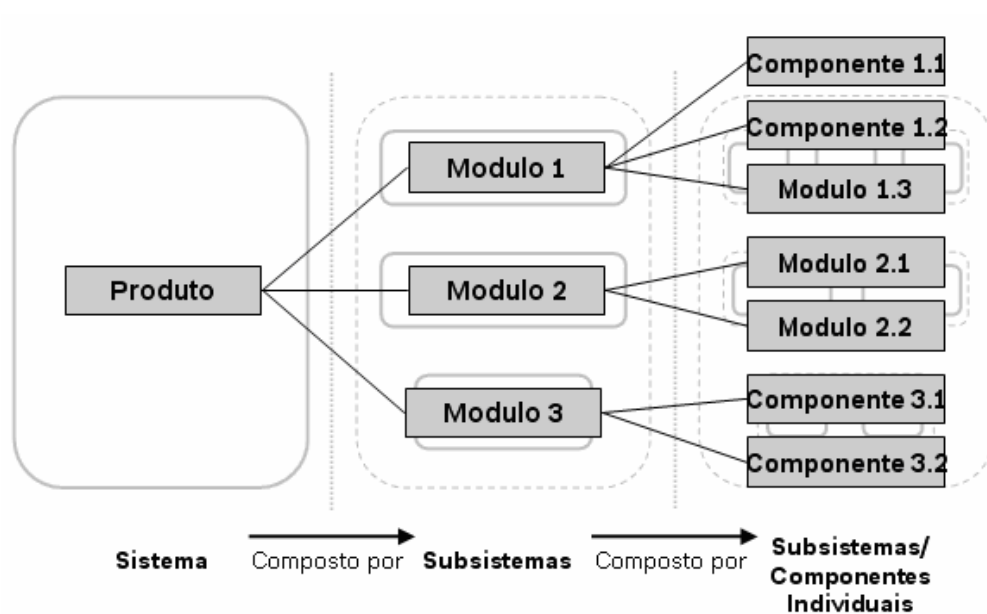 Componente 1.1
Componente 1.2
Modulo 1
Modulo 1.3
Modulo 2.1
Produto
Modulo 2
Modulo 2.2
Componente 3.1
Modulo 3
Componente 3.2
Sistema
Composto por
Subsistemas
Composto por
Subsistemas/
Componentes
Individuais